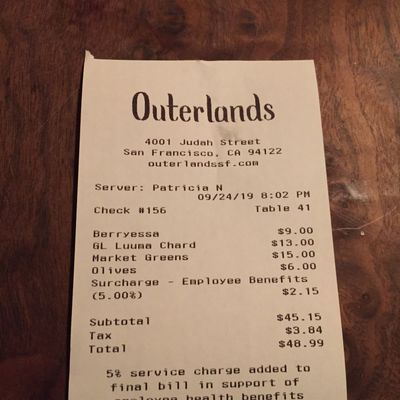 Outerlands
4001 Judah Street
San Francisco, CA 94122
outerlandssf.com
Server: Patricia N
09/24/19 8:02 PM
Check #156 Table 41
Berryessa $9.00
GL Luuma Chard $13.00
Market Greens $15.00
Olives $6.00
Surcharge - Employee Benefits
(5.00%) $2.15
Subtotal $45.15
Tax $3.84
Total $48.99
5% service charge added to
final bill in support of
employee health benefits